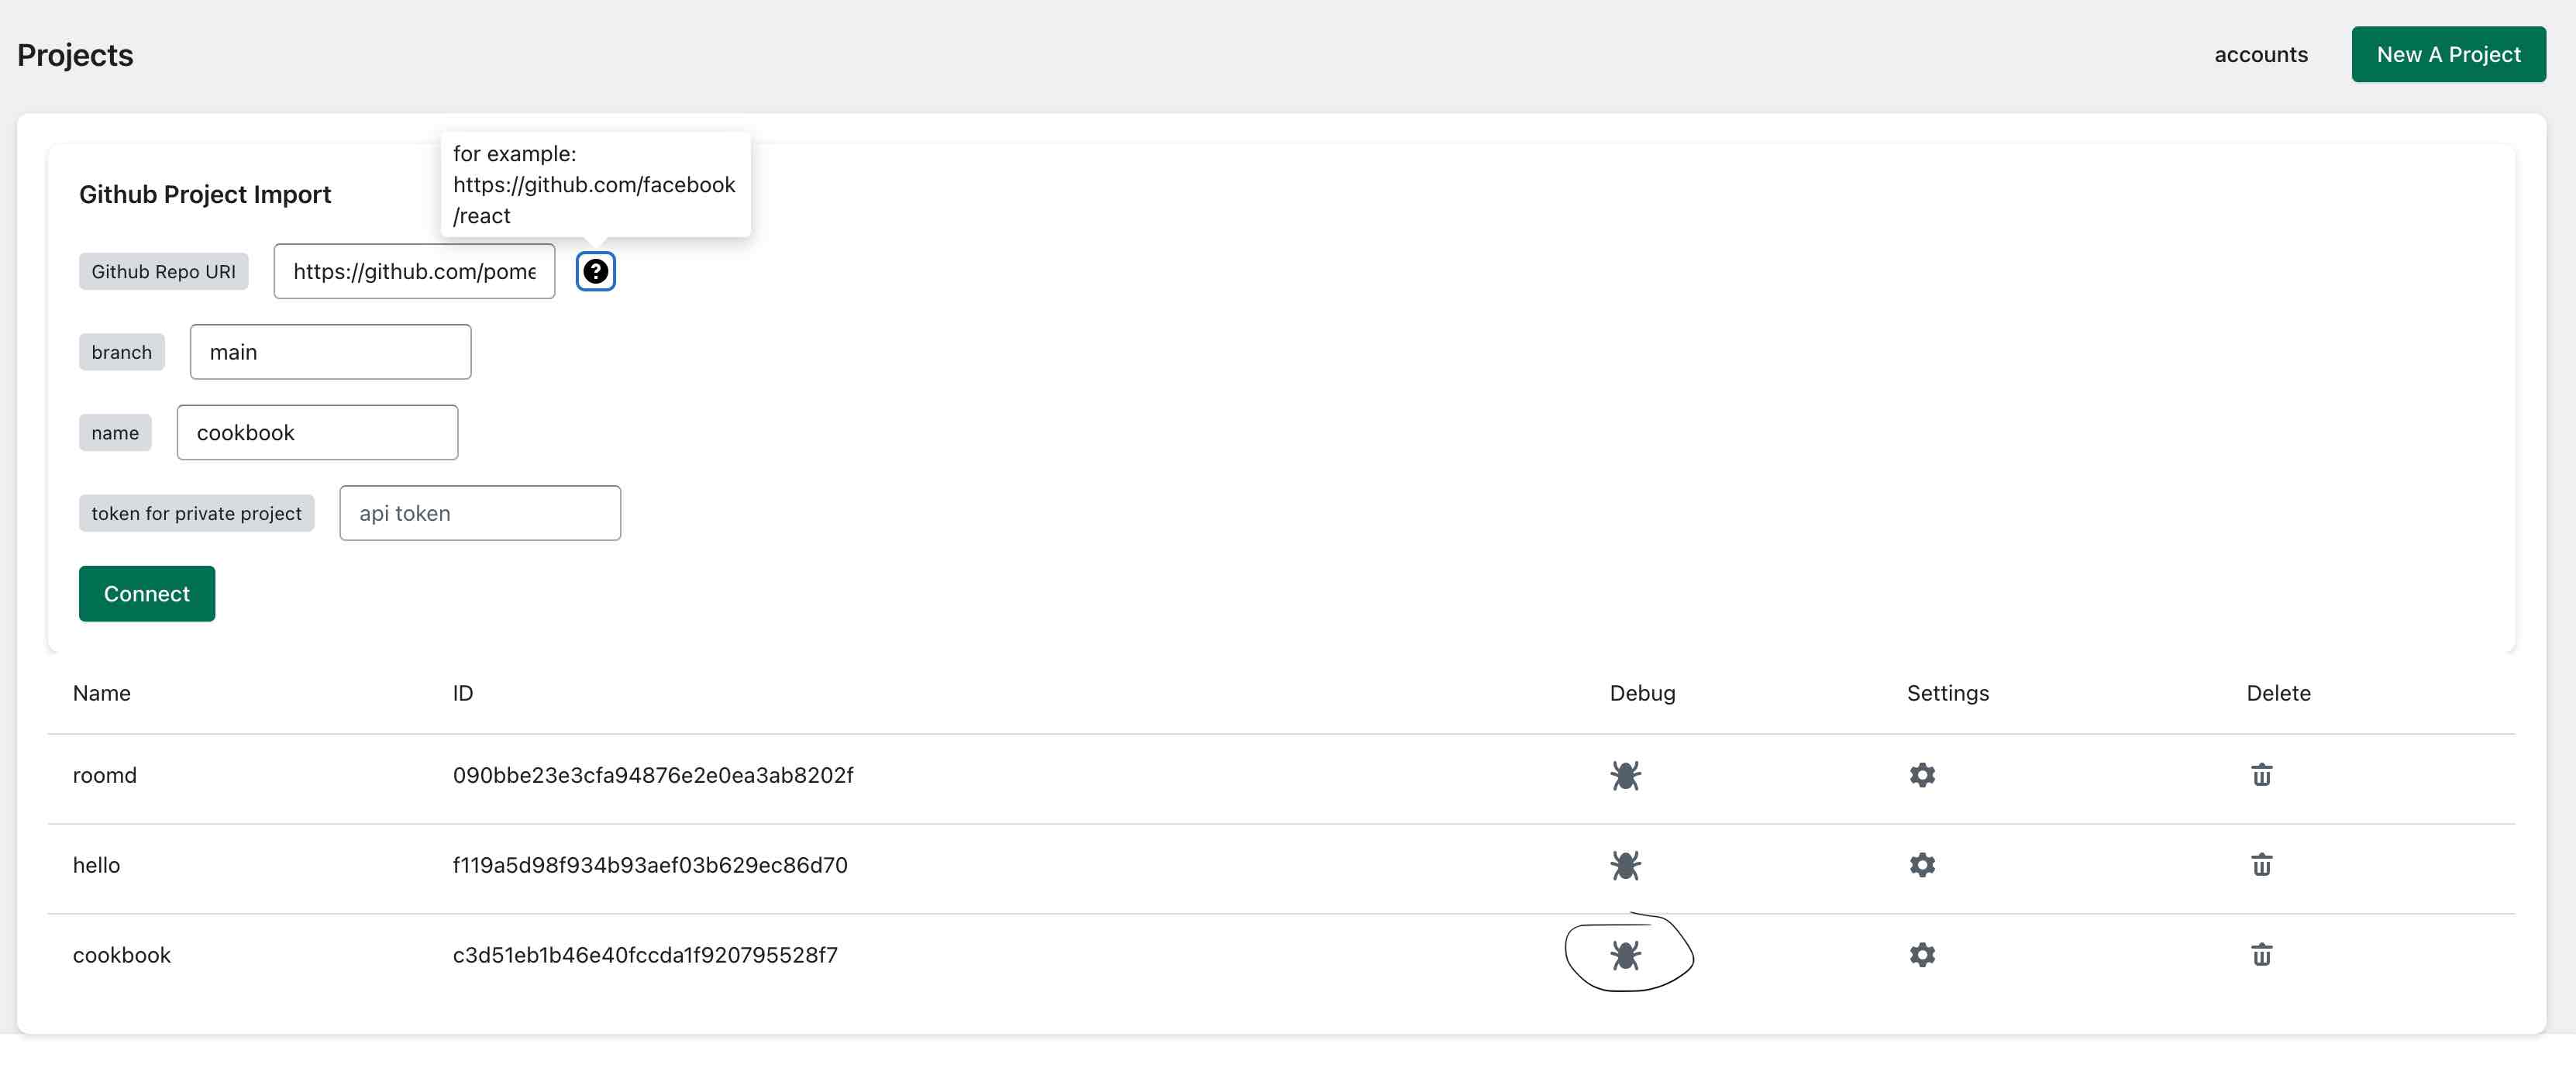 Projects
accounts
New A Project
for example:
https://github.com/facebook
/react
Github Project Import
Github Repo URI
https://github.com/pome
branch
main
name
cookbook
token for private project
api token
Connect
Name ID Debug Settings Delete
roomd 090bbe23e3cfa94876e2e0ea3ab8202f
hello f119a5d98f934b93aef03b629ec86d70
cookbook c3d51eb1b46e40fccda1f920795528f7